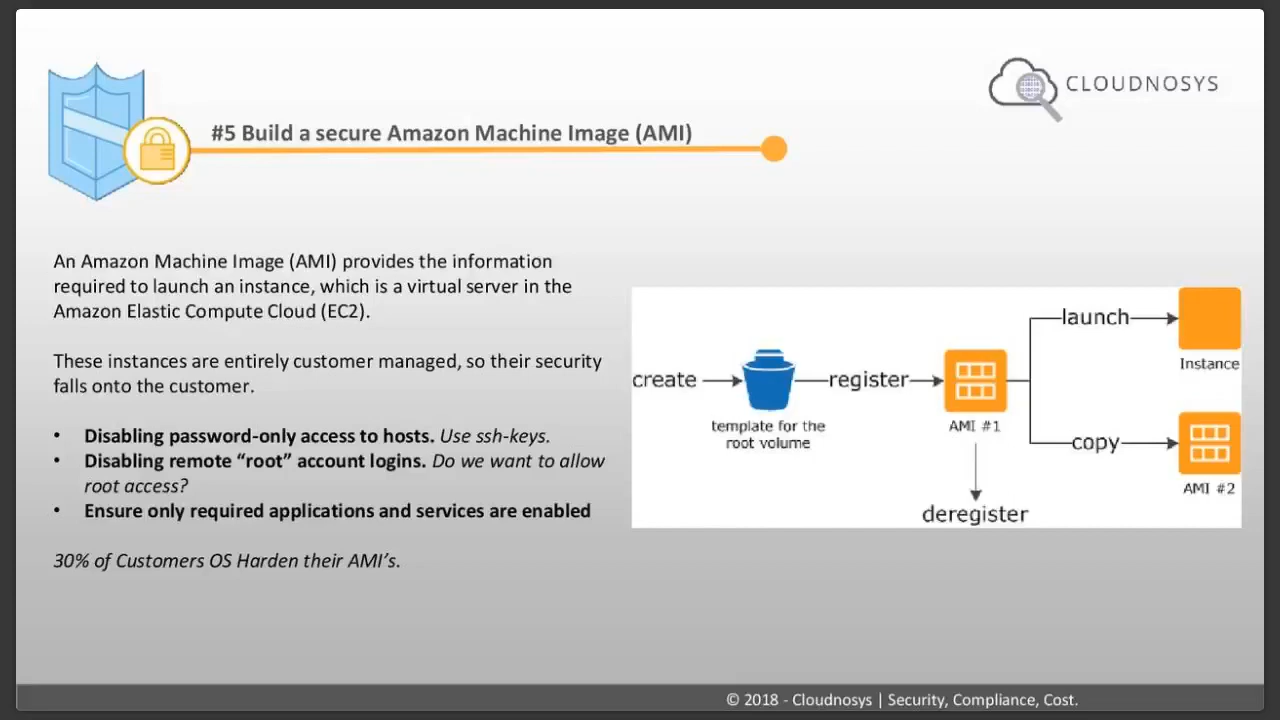 CLOUDNOSYS
#5 Build a secure Amazon Machine Image (AMI)
An Amazon Machine Image (AMI) provides the information
required to launch an instance, which is a virtual server in the
Amazon Elastic Compute Cloud (EC2).
These instances are entirely customer managed, so their security
falls onto the customer.
• Disabling password-only access to hosts. Use ssh-keys.
• Disabling remote “root” account logins. Do we want to allow
root access?
• Ensure only required applications and services are enabled
30% of Customers OS Harden their AMI’s.
create
template for the
root volume
register
AMI #1
launch
Instance
copy
AMI #2
deregister
© 2018 - Cloudnosys | Security, Compliance, Cost.